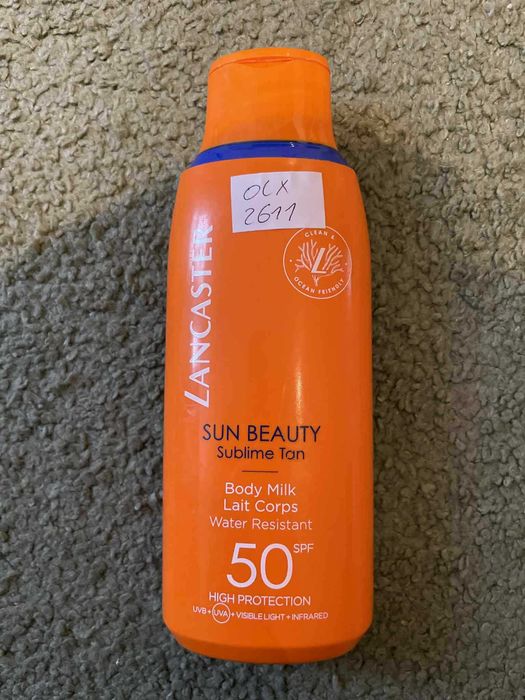 OLX
2611
LANCASTER
CLEAN &
OCEAN-FRIENDLY
SUN BEAUTY
Sublime Tan
Body Milk
Lait Corps
Water Resistant
50 SPF
HIGH PROTECTION
UVB+UVA+VISIBLE LIGHT+INFRARED